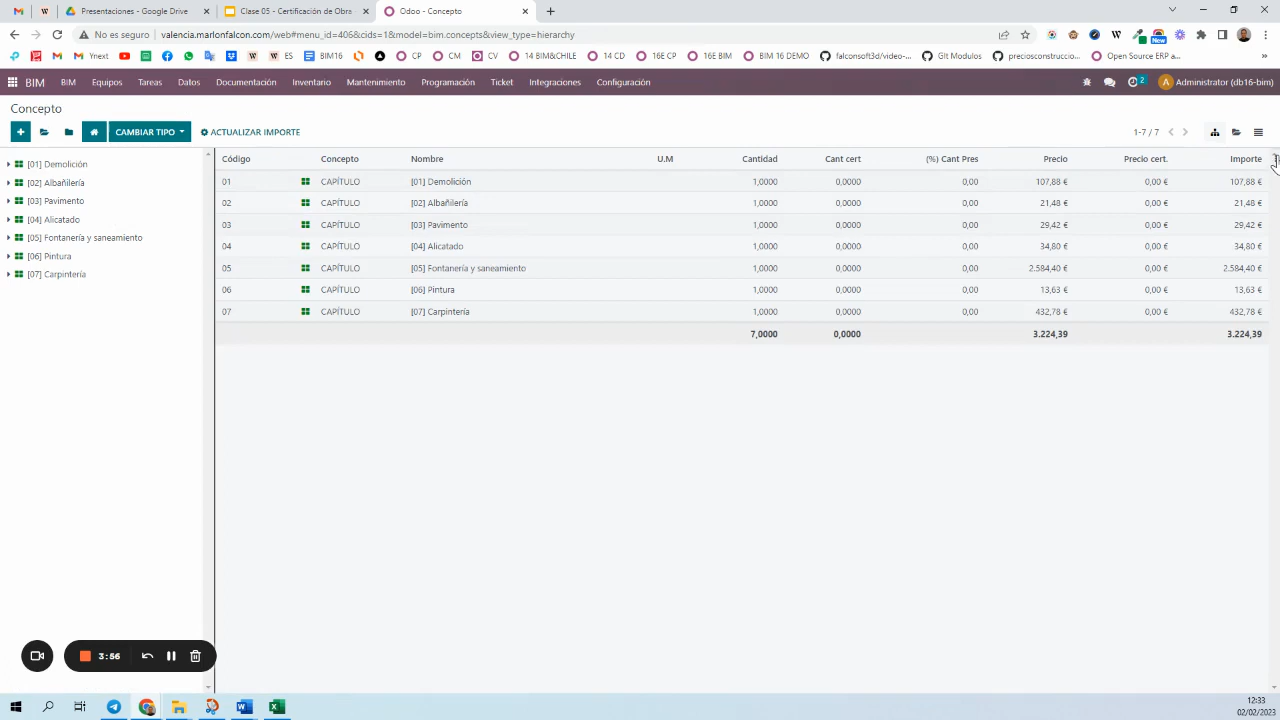 Presentaciones - Google Drive
Clase 05 - Certificación de Obra
Odoo - Concepto
No es seguro
valencia.marlonfalcon.com/web#menu_id=406&cids=1&model=bim.concepts&view_type=hierarchy
New
Ynext
BIM16
ES
CP
CMP
CV
14 BIM&CHILE
16E CP
14 CD
16E BIM
BIM 16 DEMO
falconsoft3d/video-...
GIt Modulos
preciosconstruccio...
Open Source ERP a...
BIM
BIM
Equipos
Tareas
Datos
Documentación
Inventario
Mantenimiento
Programación
Ticket
Integraciones
Configuración
2
A
Administrator (db16-bim)
Concepto
CAMBIAR TIPO
ACTUALIZAR IMPORTE
1-7 / 7
[01] Demolición
[02] Albañilería
[03] Pavimento
[04] Alicatado
[05] Fontanería y saneamiento
[06] Pintura
[07] Carpintería
Código Concepto Nombre U.M Cantidad Cant cert (%) Cant Pres Precio Precio cert. Importe
01 CAPÍTULO [01] Demolición 1,0000 0,0000 0,00 107,88 € 0,00 € 107,88 €
02 CAPÍTULO [02] Albañilería 1,0000 0,0000 0,00 21,48 € 0,00 € 21,48 €
03 CAPÍTULO [03] Pavimento 1,0000 0,0000 0,00 29,42 € 0,00 € 29,42 €
04 CAPÍTULO [04] Alicatado 1,0000 0,0000 0,00 34,80 € 0,00 € 34,80 €
05 CAPÍTULO [05] Fontanería y saneamiento 1,0000 0,0000 0,00 2.584,40 € 0,00 € 2.584,40 €
06 CAPÍTULO [06] Pintura 1,0000 0,0000 0,00 13,63 € 0,00 € 13,63 €
07 CAPÍTULO [07] Carpintería 1,0000 0,0000 0,00 432,78 € 0,00 € 432,78 €
7,0000 0,0000 3.224,39 3.224,39
3:56
12:33
02/02/2023